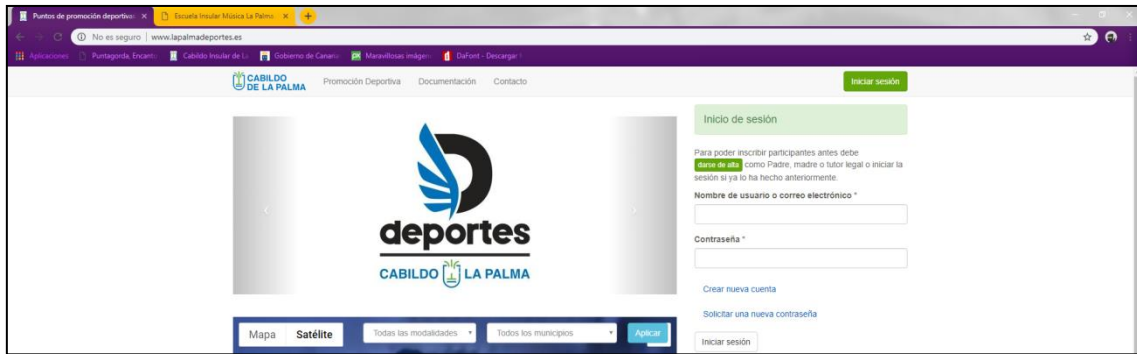 Puntos de promoción deportiva
Escuela Insular Música La Palma
No es seguro | www.lapalmadeportes.es
Aplicaciones
Puntagorda, Encanto
Cabildo Insular de La
Gobierno de Canaria
Maravillosas imágene
DaFont - Descargar f
CABILDO
DE LA PALMA
Promoción Deportiva
Documentación
Contacto
Iniciar sesión
deportes
CABILDO LA PALMA
Mapa
Satélite
Todas las modalidades
Todos los municipios
Aplicar
Inicio de sesión
Para poder inscribir participantes antes debe
darse de alta como Padre, madre o tutor legal o iniciar la
sesión si ya lo ha hecho anteriormente.
Nombre de usuario o correo electrónico *
Contraseña *
Crear nueva cuenta
Solicitar una nueva contraseña
Iniciar sesión